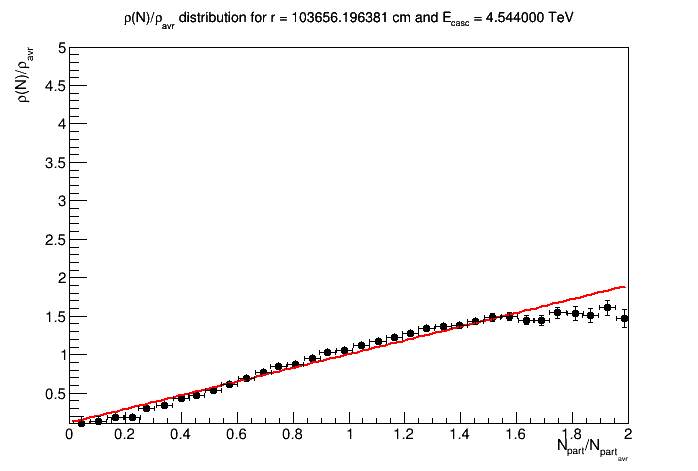 ρ(N)/ρavr distribution for r = 103656.196381 cm and Ecasc = 4.544000 TeV
ρ(N)/ρavr
5
4.5
4
3.5
3
2.5
2
1.5
1
0.5
0 0.2 0.4 0.6 0.8 1 1.2 1.4 1.6 1.8 2
Npart/Npartavr